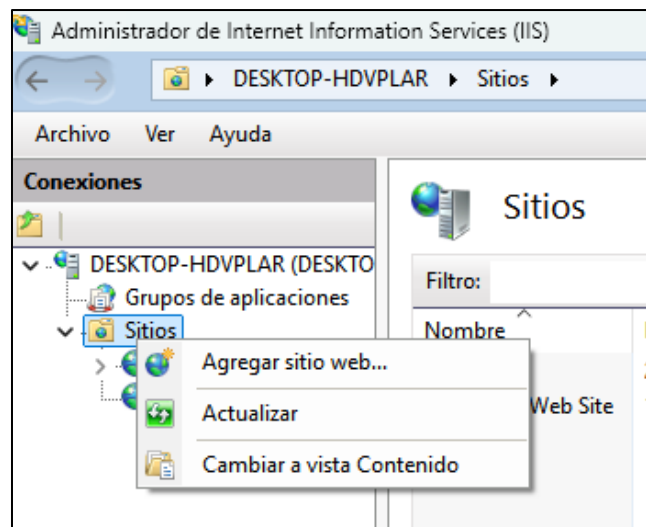 Administrador de Internet Information Services (IIS)
DESKTOP-HDVPLAR Sitios
Archivo Ver Ayuda
Conexiones
Sitios
DESKTOP-HDVPLAR (DESKTO
Filtro:
Grupos de aplicaciones
Sitios
Nombre
Agregar sitio web...
Actualizar
Web Site
Cambiar a vista Contenido